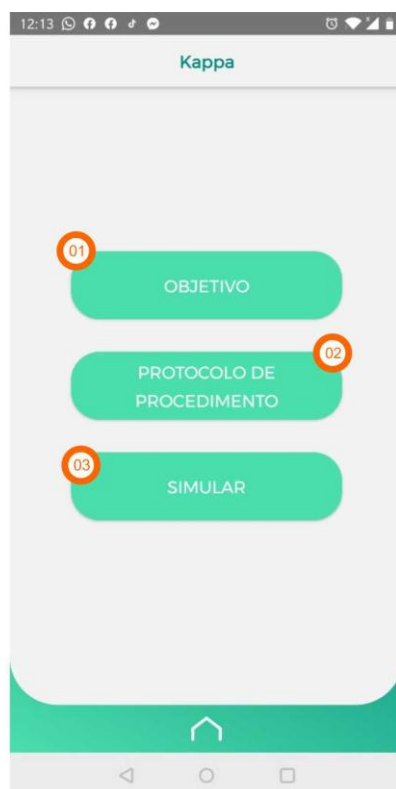 12:13
Kappa
01
OBJETIVO
02
PROTOCOLO DE
PROCEDIMENTO
03
SIMULAR